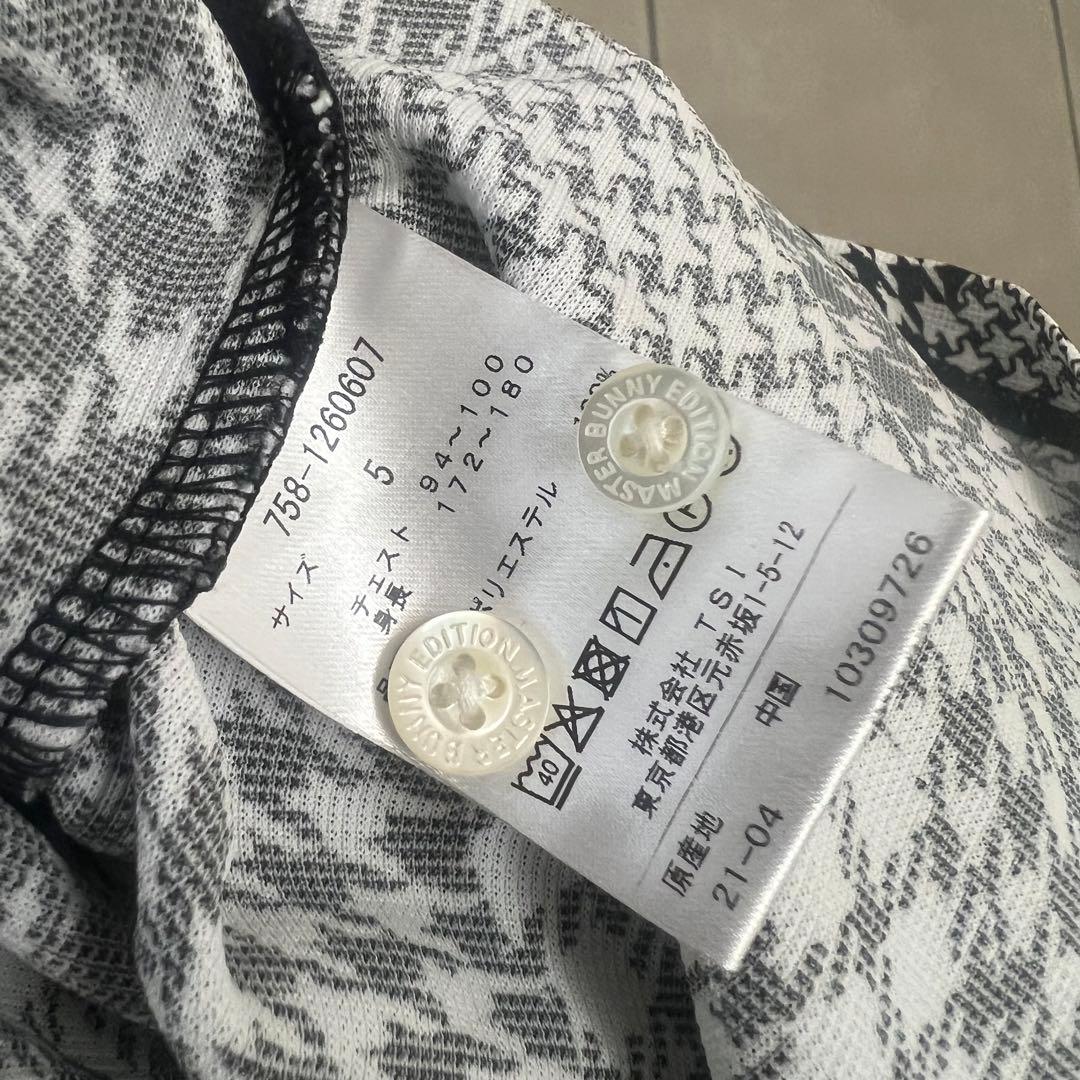 758-1260607
サイズ 5
チェスト 94～100
身長 172～180
ポリエステル 100%
40
株式会社 TSI
東京都港区元赤坂1-5-12
原産地 中国
21-04 10309726
MASTER BUNNY EDITION
MASTER BUNNY EDITION